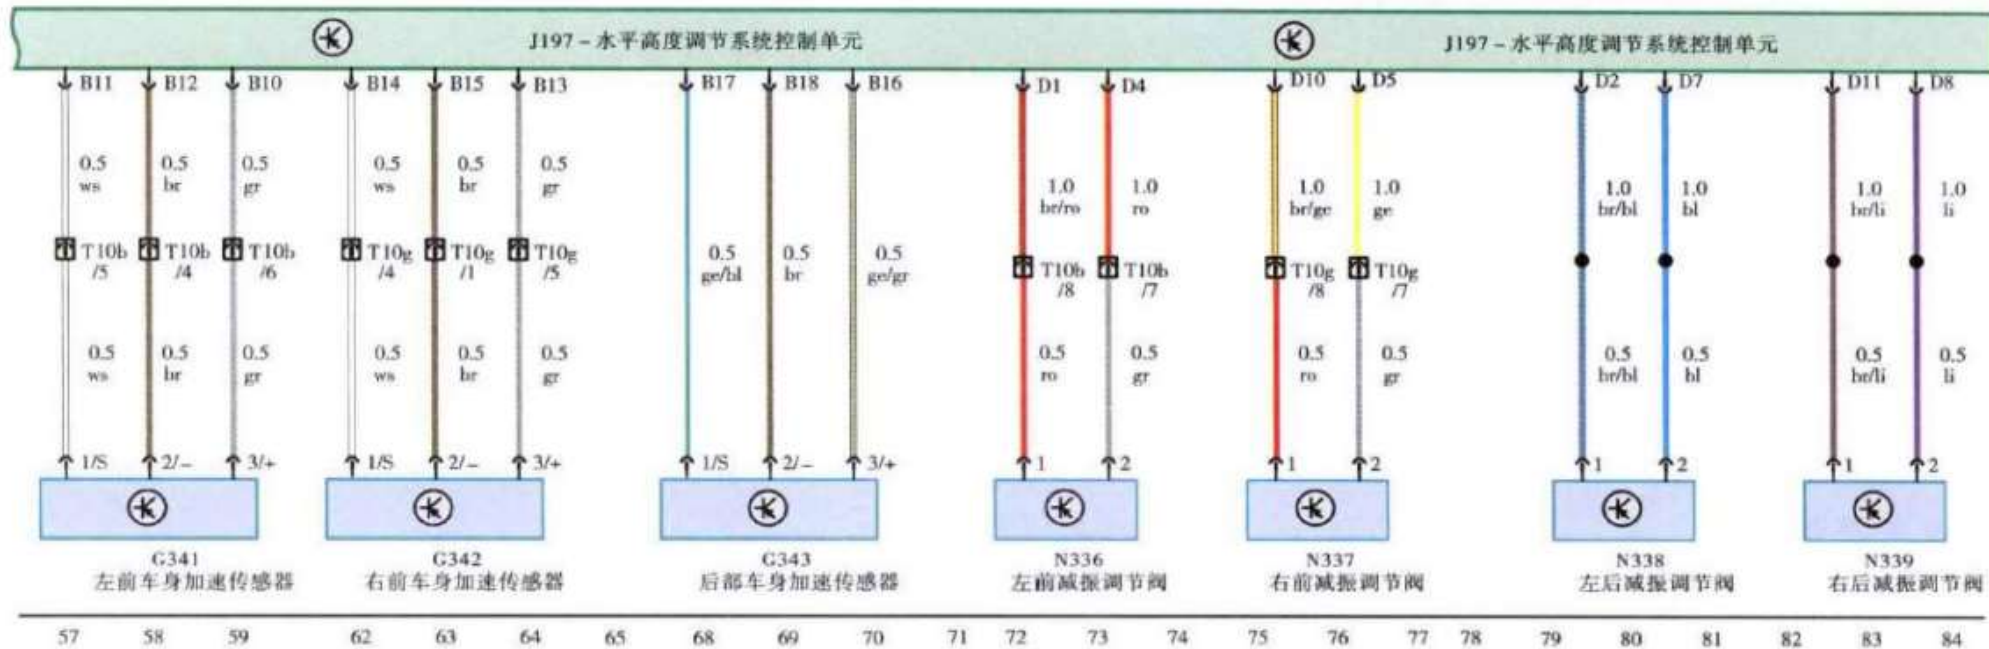 J197-水平高度调节系统控制单元 J197-水平高度调节系统控制单元
B11 B12 B10 B14 B15 B13 B17 B18 B16 D1 D4 D10 D5 D2 D7 D11 D8
0.5 0.5 0.5 0.5 0.5 0.5 1.0 1.0 1.0 1.0 1.0 1.0 1.0 1.0
ws br gr ws br gr br/ro ro br/ge ge br/bl bl br/li li
T10b T10b T10b T10g T10g T10g 0.5 0.5 0.5 T10b T10b T10g T10g
/5 /4 /6 /4 /1 /5 ge/bl br ge/gr /8 /7 /8 /7
0.5 0.5 0.5 0.5 0.5 0.5 0.5 0.5 0.5 0.5 0.5 0.5 0.5 0.5
ws br gr ws br gr ro gr ro gr br/bl bl br/li li
1/S 2/- 3/+ 1/S 2/- 3/+ 1/S 2/- 3/+ 1 2 1 2 1 2 1 2
G341 G342 G343 N336 N337 N338 N339
左前车身加速传感器 右前车身加速传感器 后部车身加速传感器 左前减振调节阀 右前减振调节阀 左后减振调节阀 右后减振调节阀
57 58 59 62 63 64 65 68 69 70 71 72 73 74 75 76 77 78 79 80 81 82 83 84